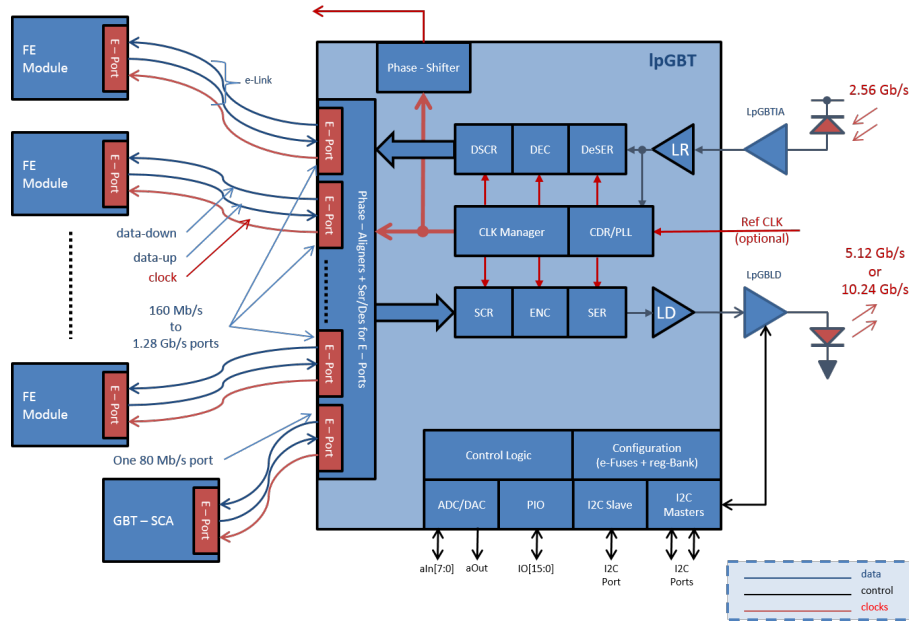 FE
Module
E – Port
e-Link
Phase - Shifter
lpGBT
2.56 Gb/s
LpGBTIA
E – Port
Phase – Aligners + Ser/Des for E – Ports
DSCR
DEC
DeSER
LR
FE
Module
E – Port
E – Port
data-down
data-up
clock
CLK Manager
CDR/PLL
Ref CLK
(optional)
5.12 Gb/s
or
10.24 Gb/s
LpGBLD
160 Mb/s
to
1.28 Gb/s ports
SCR
ENC
SER
LD
FE
Module
E – Port
E – Port
One 80 Mb/s port
E – Port
GBT – SCA
E – Port
Control Logic
Configuration
(e-Fuses + reg-Bank)
ADC/DAC
PIO
I2C Slave
I2C
Masters
aIn[7:0]
aOut
IO[15:0]
I2C
Port
I2C
Ports
data
control
clocks